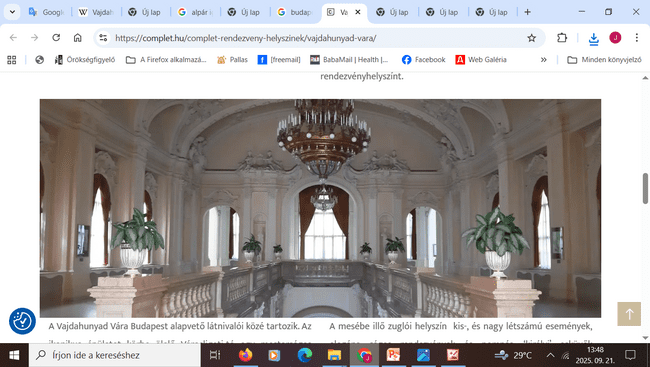 Googl
Vajdal
Új lap
alpár i
Új lap
budap
Va
Új lap
Új lap
Új lap
https://complet.hu/complet-rendezveny-helyszinek/vajdahunyad-vara/
J
Örökségfigyelő
A Firefox alkalmazá...
Pallas
[freemail]
BabaMail | Health |...
Facebook
Web Galéria
»
Minden könyvjelző
rendezvényhelyszínt.
A Vajdahunyad Vára Budapest alapvető látnivalói közé tartozik. Az
A mesébe illő zuglói helyszín kis-, és nagy létszámú események,
Írjon ide a kereséshez
29°C
13:48
2025. 09. 21.